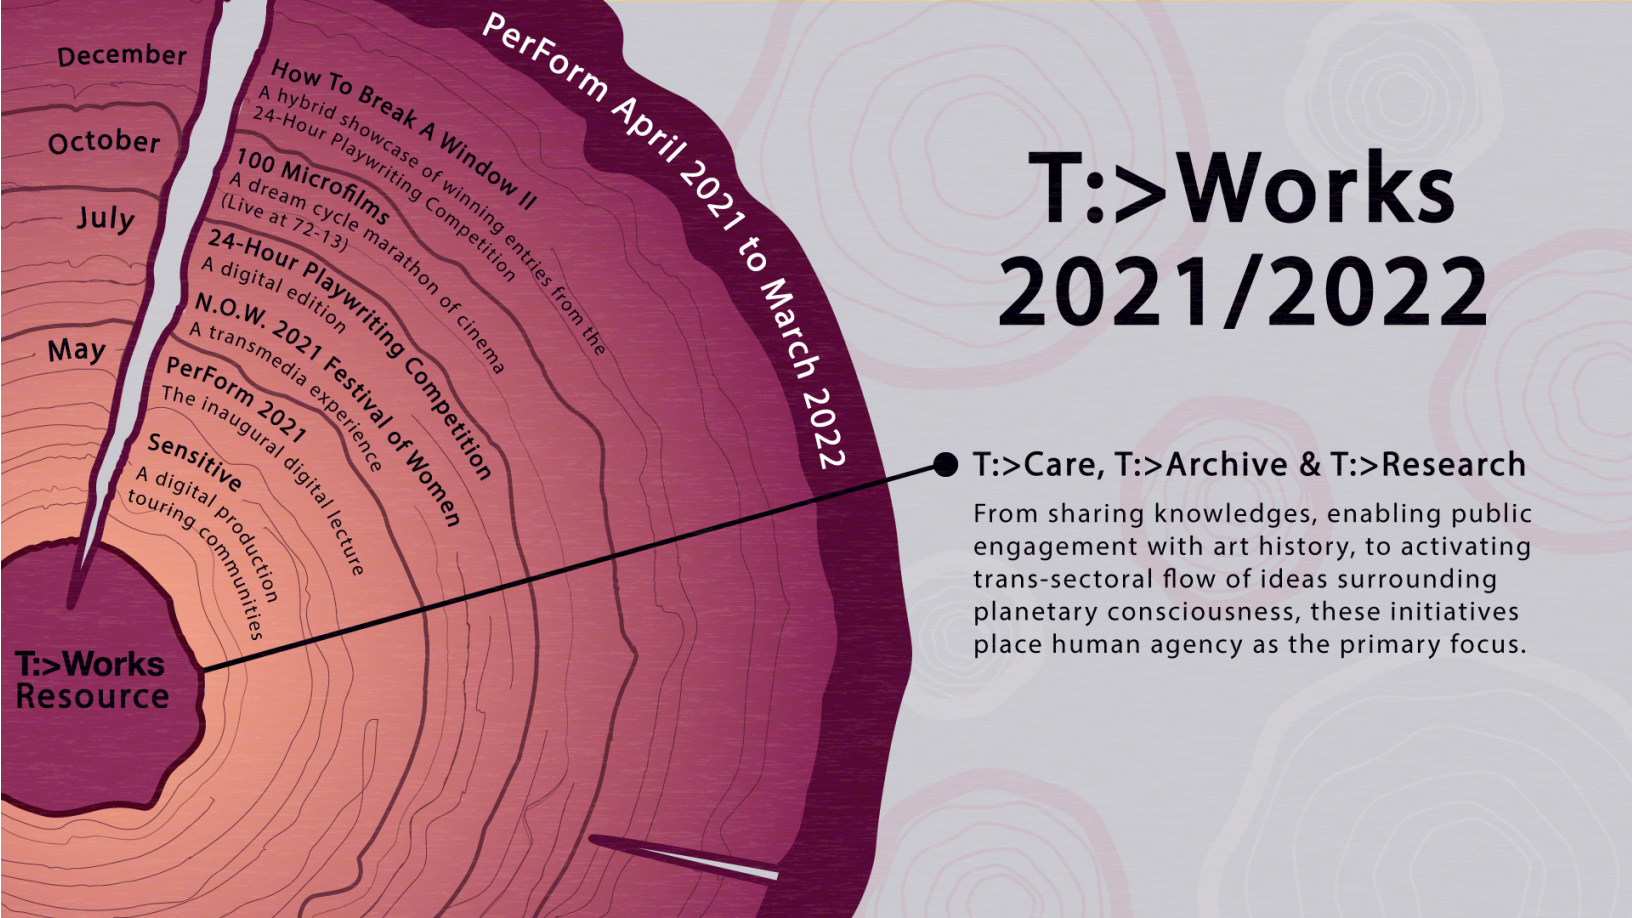 December
October
July
May
How To Break A Window II
A hybrid showcase of winning entries from the
24-Hour Playwriting Competition
100 Microfilms
A dream cycle marathon of cinema
(Live at 72-13)
24-Hour Playwriting Competition
A digital edition
N.O.W. 2021 Festival of Women
A transmedia experience
PerForm 2021
The inaugural digital lecture
Sensitive
A digital production
touring communities
T:>Works
Resource
PerForm April 2021 to March 2022
T:>Works
2021/2022
T:>Care, T:>Archive & T:>Research
From sharing knowledges, enabling public
engagement with art history, to activating
trans-sectoral flow of ideas surrounding
planetary consciousness, these initiatives
place human agency as the primary focus.